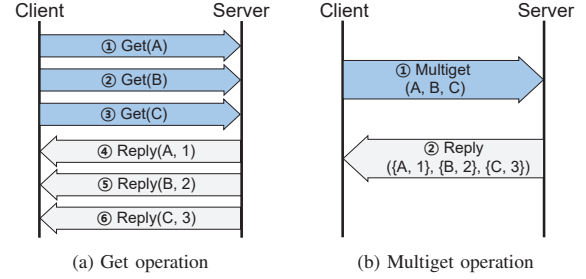 Client Server
① Get(A)
② Get(B)
③ Get(C)
④ Reply(A, 1)
⑤ Reply(B, 2)
⑥ Reply(C, 3)
(a) Get operation
Client Server
① Multiget
(A, B, C)
② Reply
({A, 1}, {B, 2}, {C, 3})
(b) Multiget operation